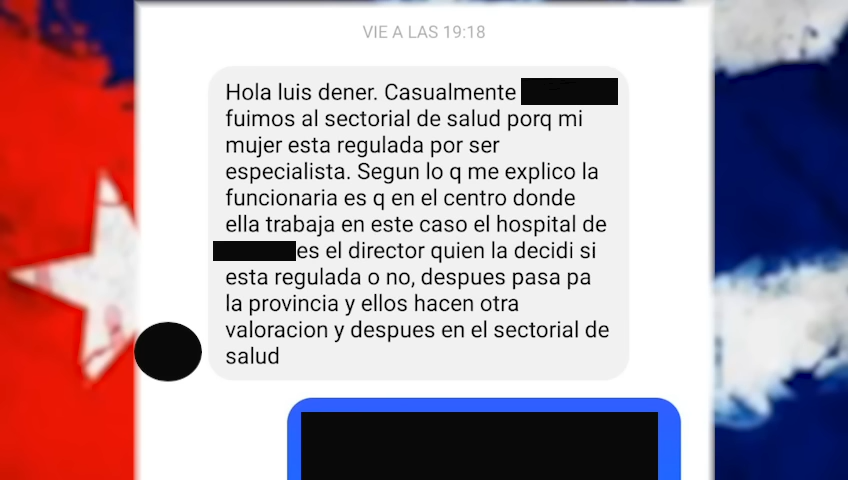 VIE A LAS 19:18
Hola luis dener. Casualmente
fuimos al sectorial de salud porq mi
mujer esta regulada por ser
especialista. Segun lo q me explico la
funcionaria es q en el centro donde
ella trabaja en este caso el hospital de
es el director quien la decidi si
esta regulada o no, despues pasa pa
la provincia y ellos hacen otra
valoracion y despues en el sectorial de
salud